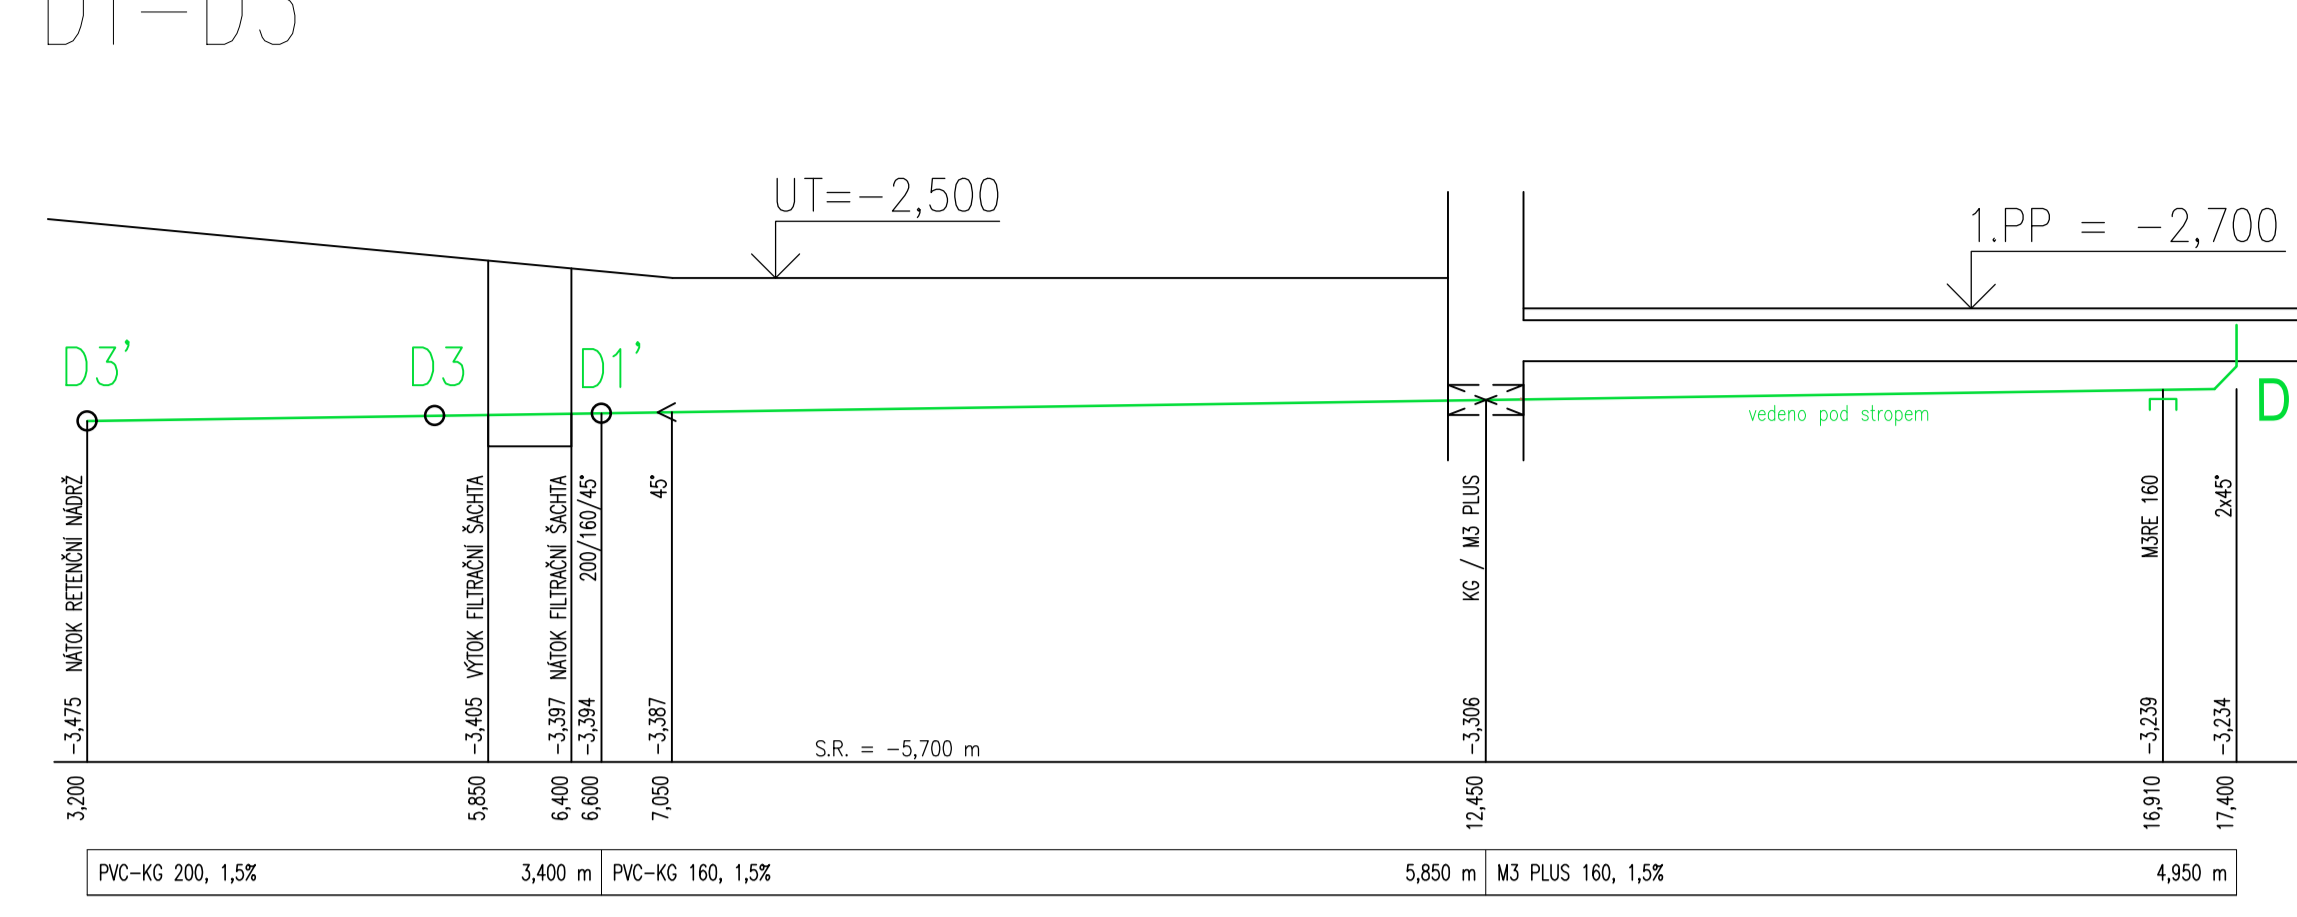 D1-D3
UT=-2,500
1.PP = -2,700
D3'
D3
D1'
D
vedeno pod stropem
-3,475 NÁTOK RETENČNÍ NÁDRŽ
-3,405 VÝTOK FILTRAČNÍ ŠACHTA
-3,397 NÁTOK FILTRAČNÍ ŠACHTA
-3,394 200/160/45°
-3,387 45°
-3,306 KG / M3 PLUS
-3,239 M3RE 160
-3,234 2x45°
S.R. = -5,700 m
3,200
5,850
6,400
6,600
7,050
12,450
16,910
17,400
PVC-KG 200, 1,5% 3,400 m
PVC-KG 160, 1,5% 5,850 m
M3 PLUS 160, 1,5% 4,950 m